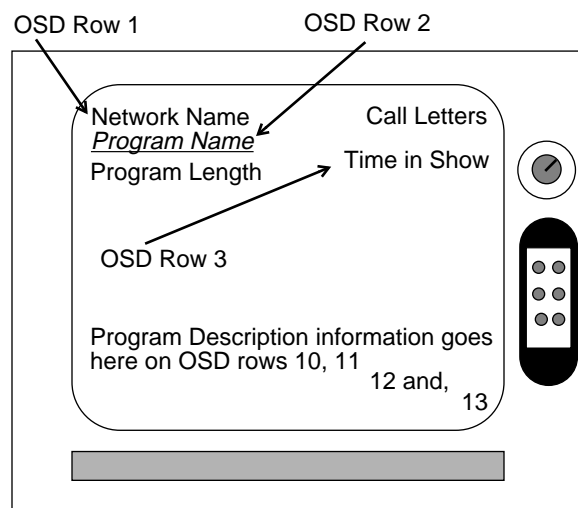 OSD Row 1
OSD Row 2
Network Name
Call Letters
Program Name
Time in Show
Program Length
OSD Row 3
Program Description information goes
here on OSD rows 10, 11
12 and,
13